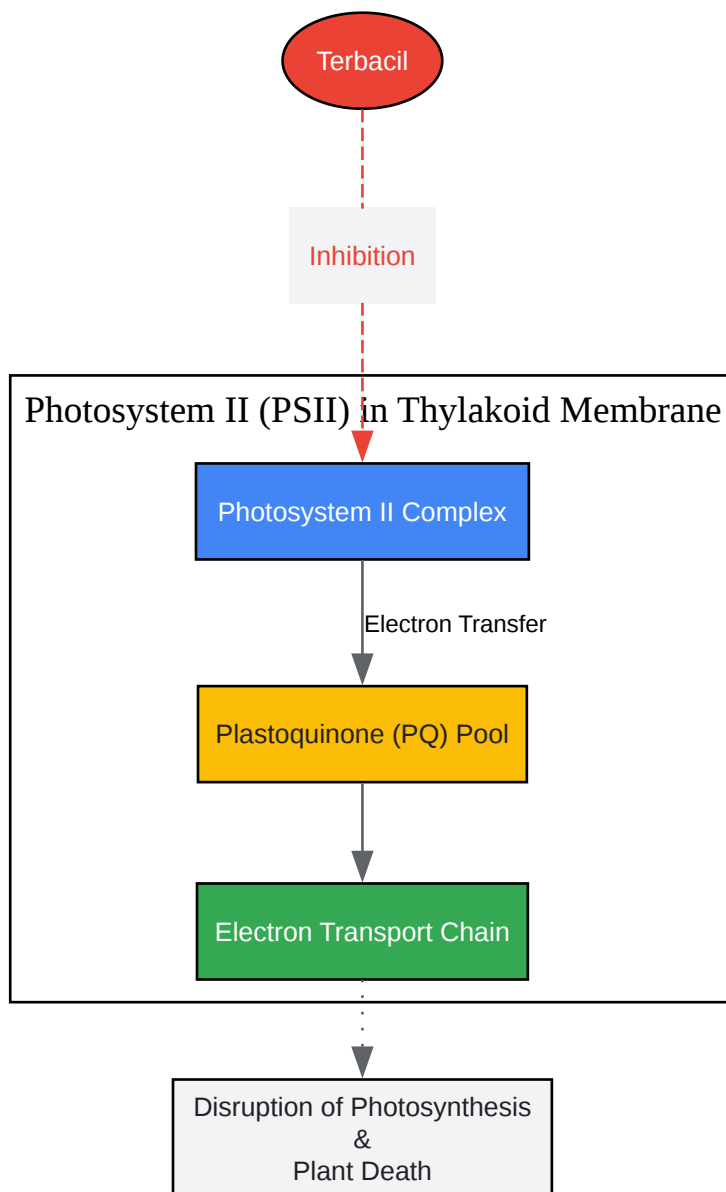 Terbacil
Inhibition
Photosystem II (PSII) in Thylakoid Membrane
Photosystem II Complex
Electron Transfer
Plastoquinone (PQ) Pool
Electron Transport Chain
Disruption of Photosynthesis
&
Plant Death